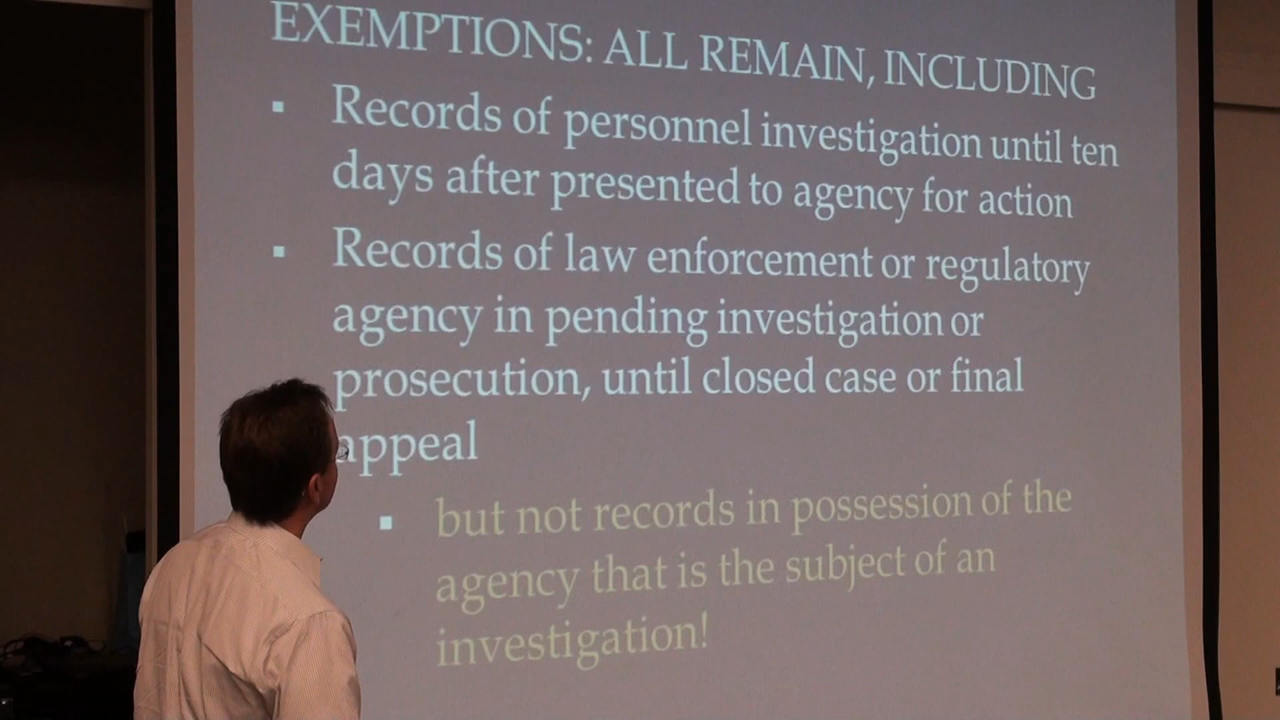 EXEMPTIONS: ALL REMAIN, INCLUDING
▪ Records of personnel investigation until ten
days after presented to agency for action
▪ Records of law enforcement or regulatory
agency in pending investigation or
prosecution, until closed case or final
appeal
▪ but not records in possession of the
agency that is the subject of an
investigation!